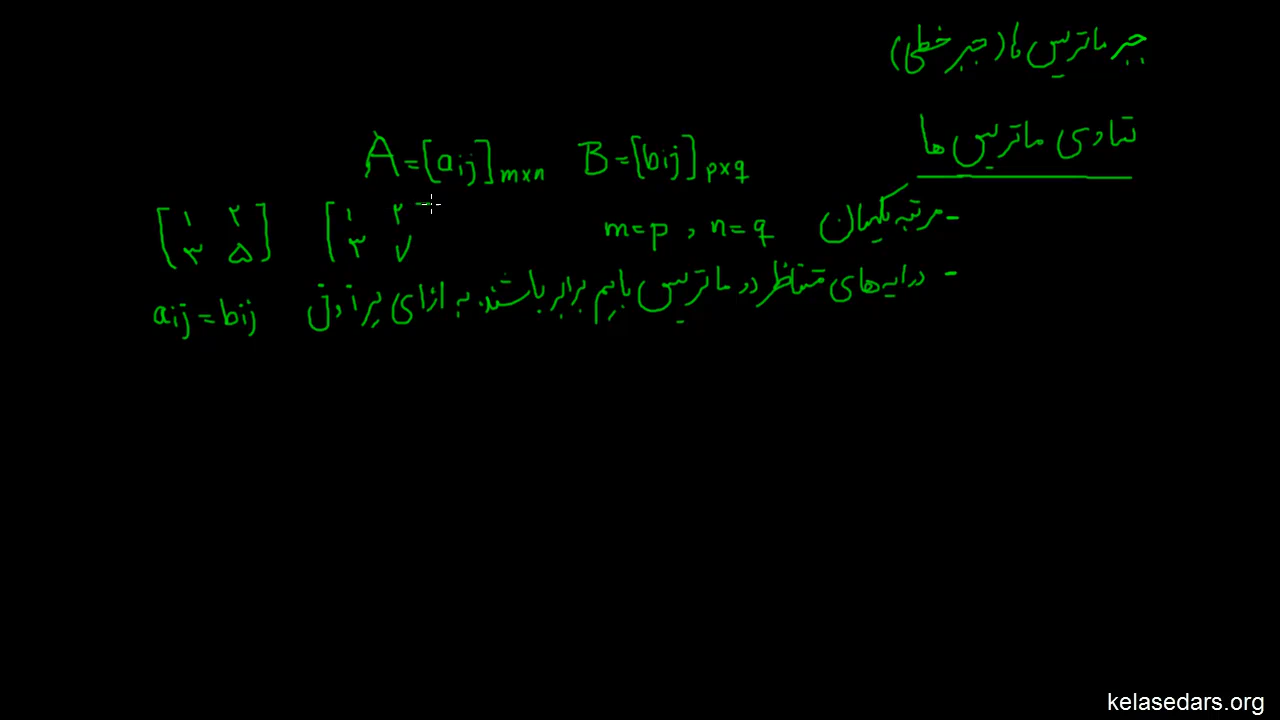 جبر ماتریس ها (جبر خطی)
تساوی ماتریس ها
A = [aij]m×n B = [bij]p×q
- مرتبه یکسان m = p , n = q
[۱ ۲ [۱ ۲
۳ ۵] ۳ ۷
- درایه‌های متناظر دو ماتریس باهم برابر باشند. به ازای هر i و j aij = bij
kelasedars.org